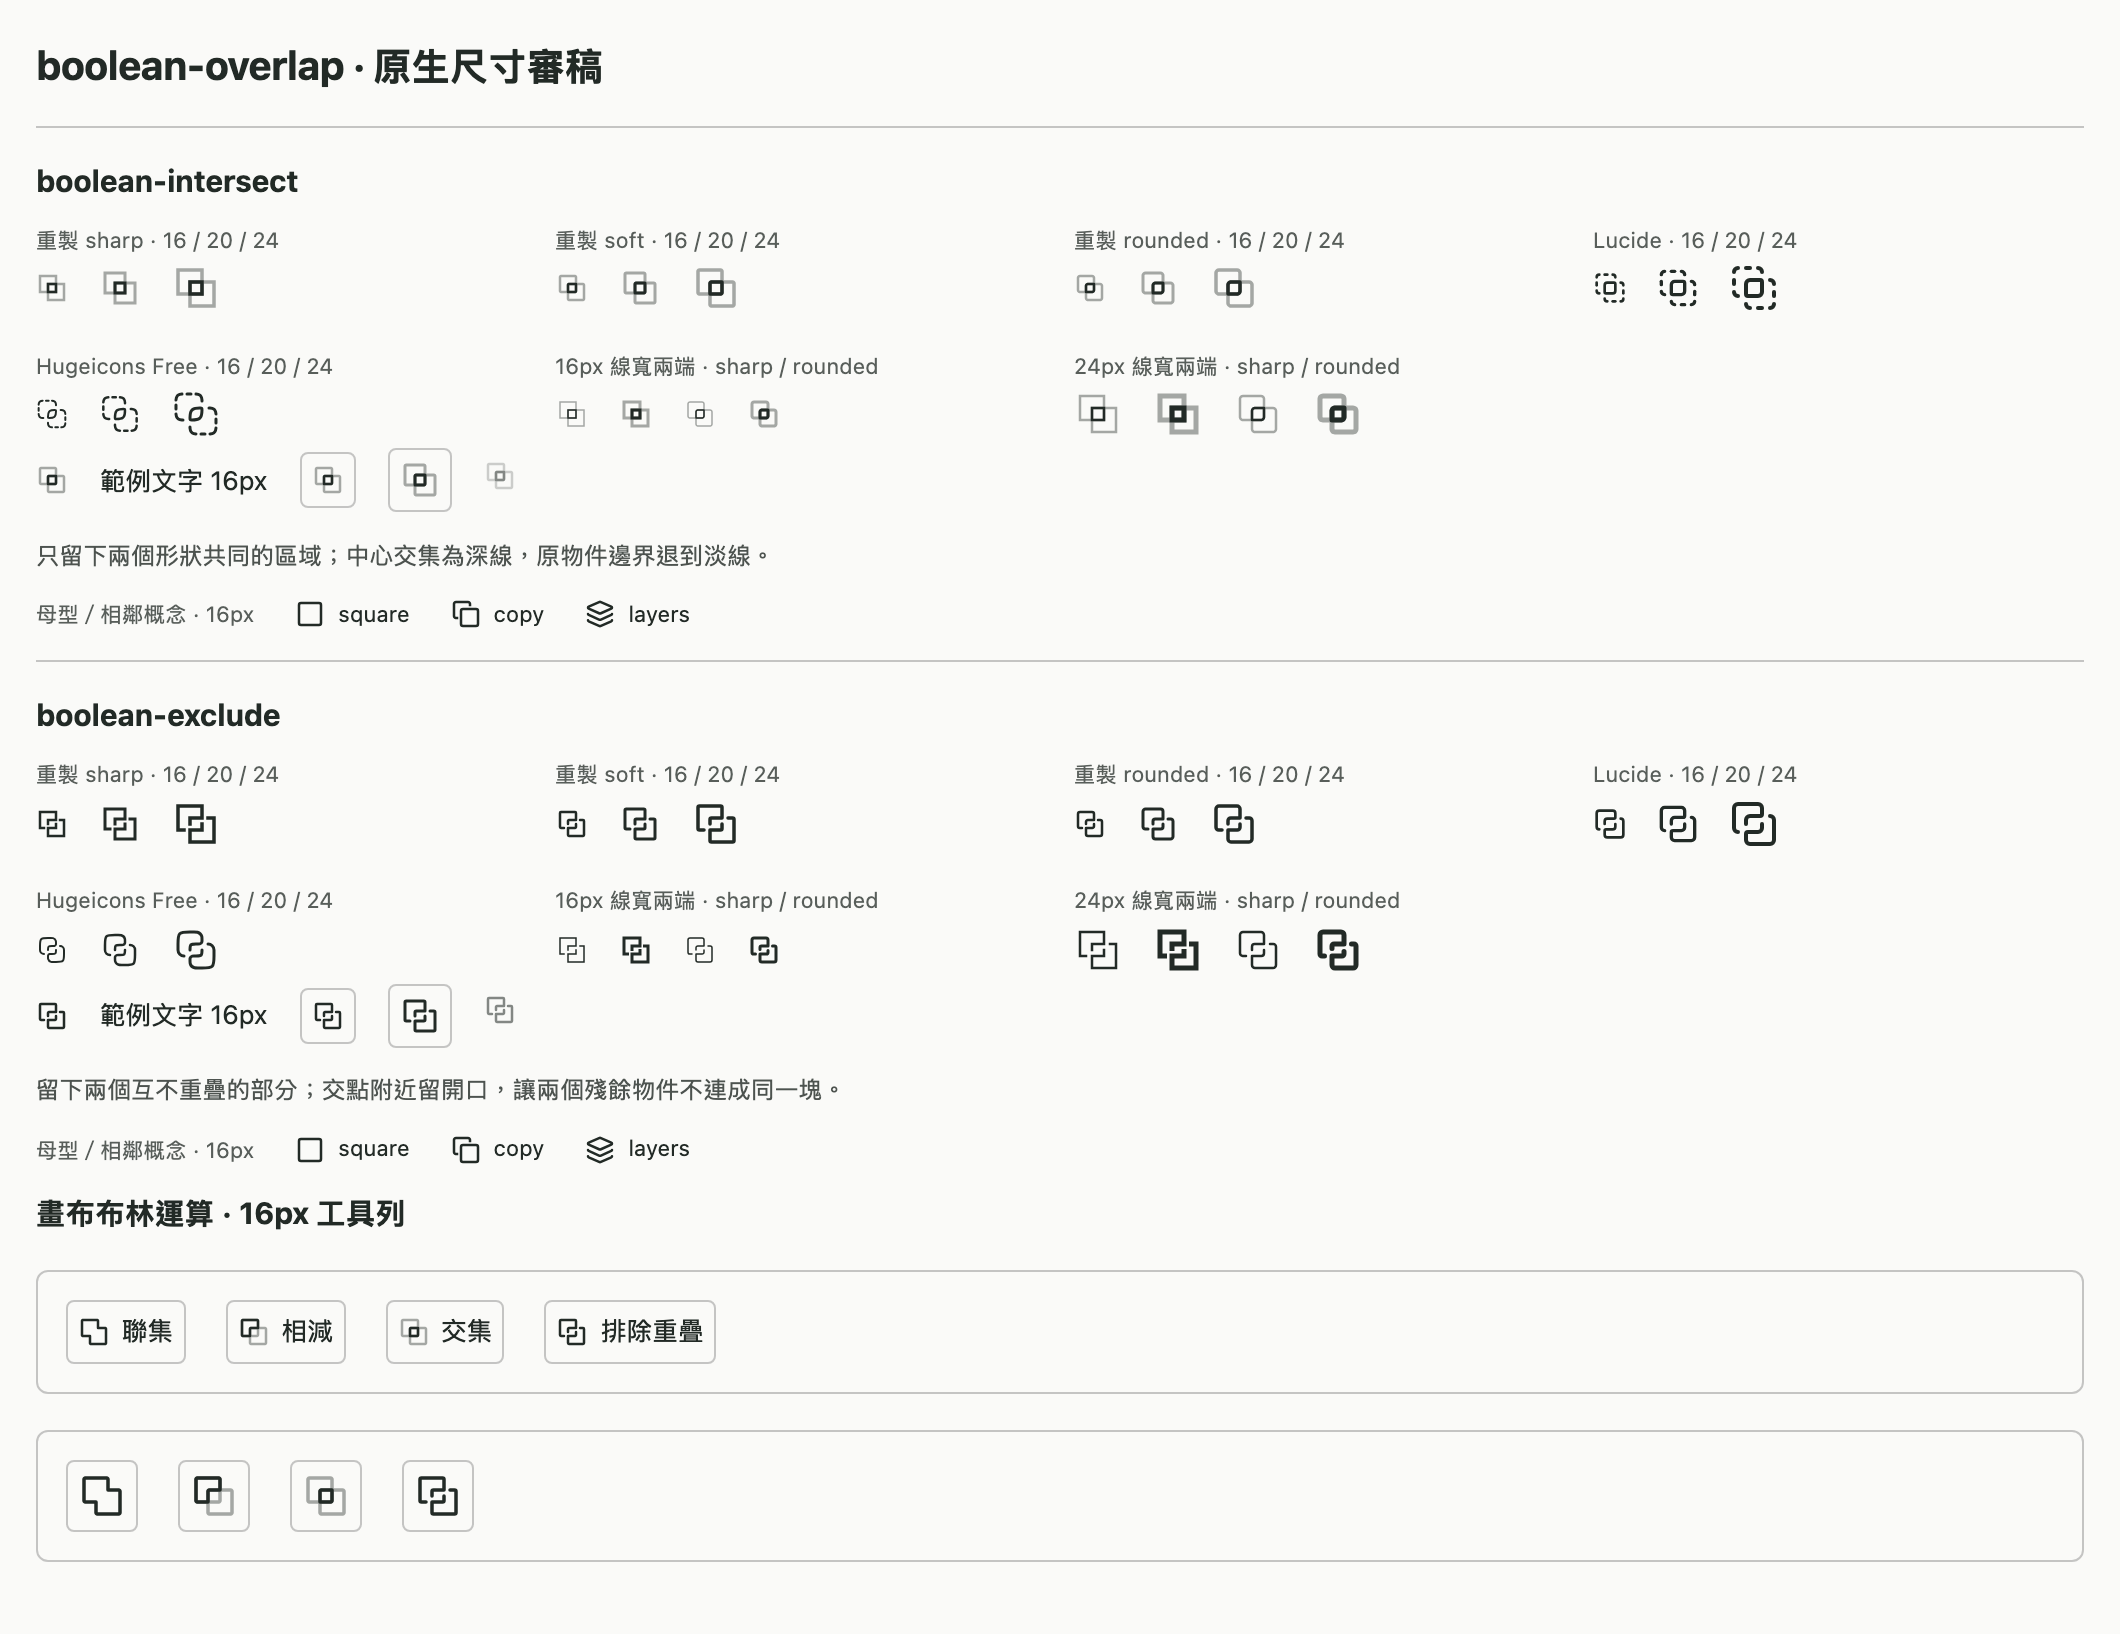 boolean-overlap · 原生尺寸審稿
boolean-intersect
重製 sharp · 16 / 20 / 24
重製 soft · 16 / 20 / 24
重製 rounded · 16 / 20 / 24
Lucide · 16 / 20 / 24
Hugeicons Free · 16 / 20 / 24
16px 線寬兩端 · sharp / rounded
24px 線寬兩端 · sharp / rounded
範例文字 16px
只留下兩個形狀共同的區域；中心交集為深線，原物件邊界退到淡線。
母型 / 相鄰概念 · 16px
square
copy
layers
boolean-exclude
重製 sharp · 16 / 20 / 24
重製 soft · 16 / 20 / 24
重製 rounded · 16 / 20 / 24
Lucide · 16 / 20 / 24
Hugeicons Free · 16 / 20 / 24
16px 線寬兩端 · sharp / rounded
24px 線寬兩端 · sharp / rounded
範例文字 16px
留下兩個互不重疊的部分；交點附近留開口，讓兩個殘餘物件不連成同一塊。
母型 / 相鄰概念 · 16px
square
copy
layers
畫布布林運算 · 16px 工具列
聯集
相減
交集
排除重疊